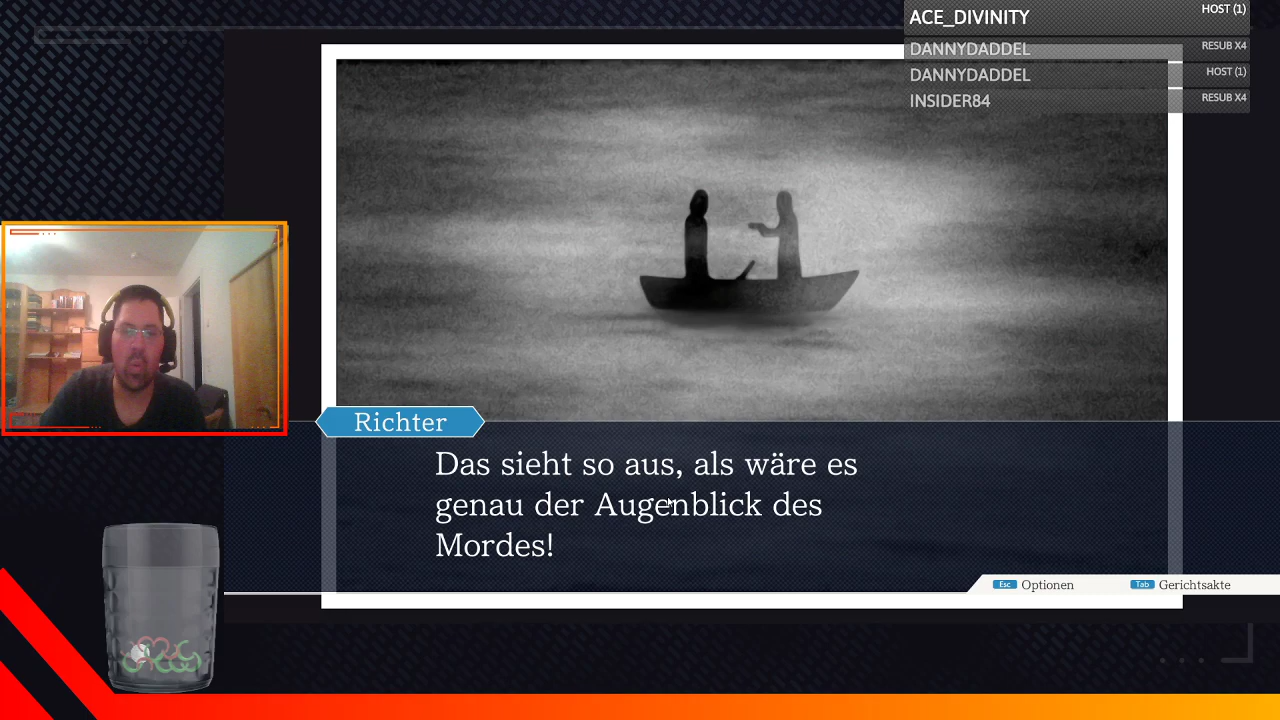 ACE_DIVINITY HOST (1)
DANNYDADDEL RESUB X4
DANNYDADDEL HOST (1)
INSIDER84 RESUB X4
Richter
Das sieht so aus, als wäre es
genau der Augenblick des
Mordes!
Esc Optionen Tab Gerichtsakte